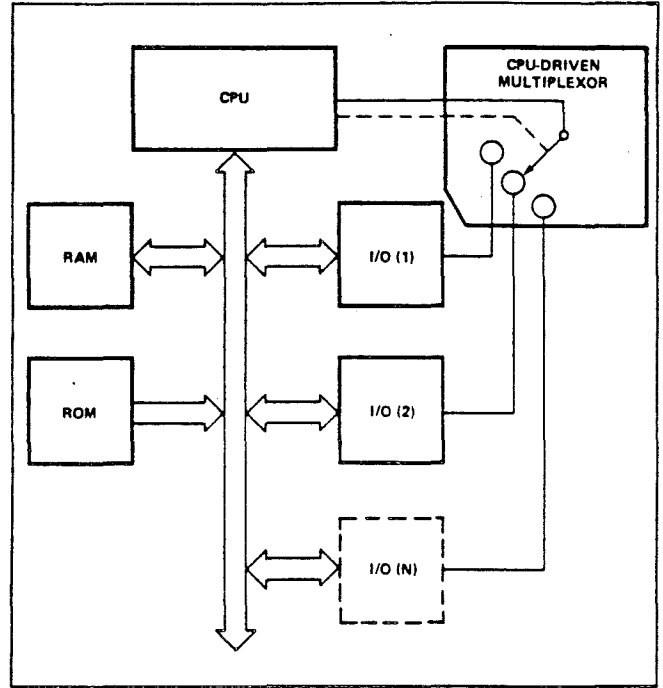 CPU
CPU-DRIVEN
MULTIPLEXOR
RAM
I/O (1)
ROM
I/O (2)
I/O (N)